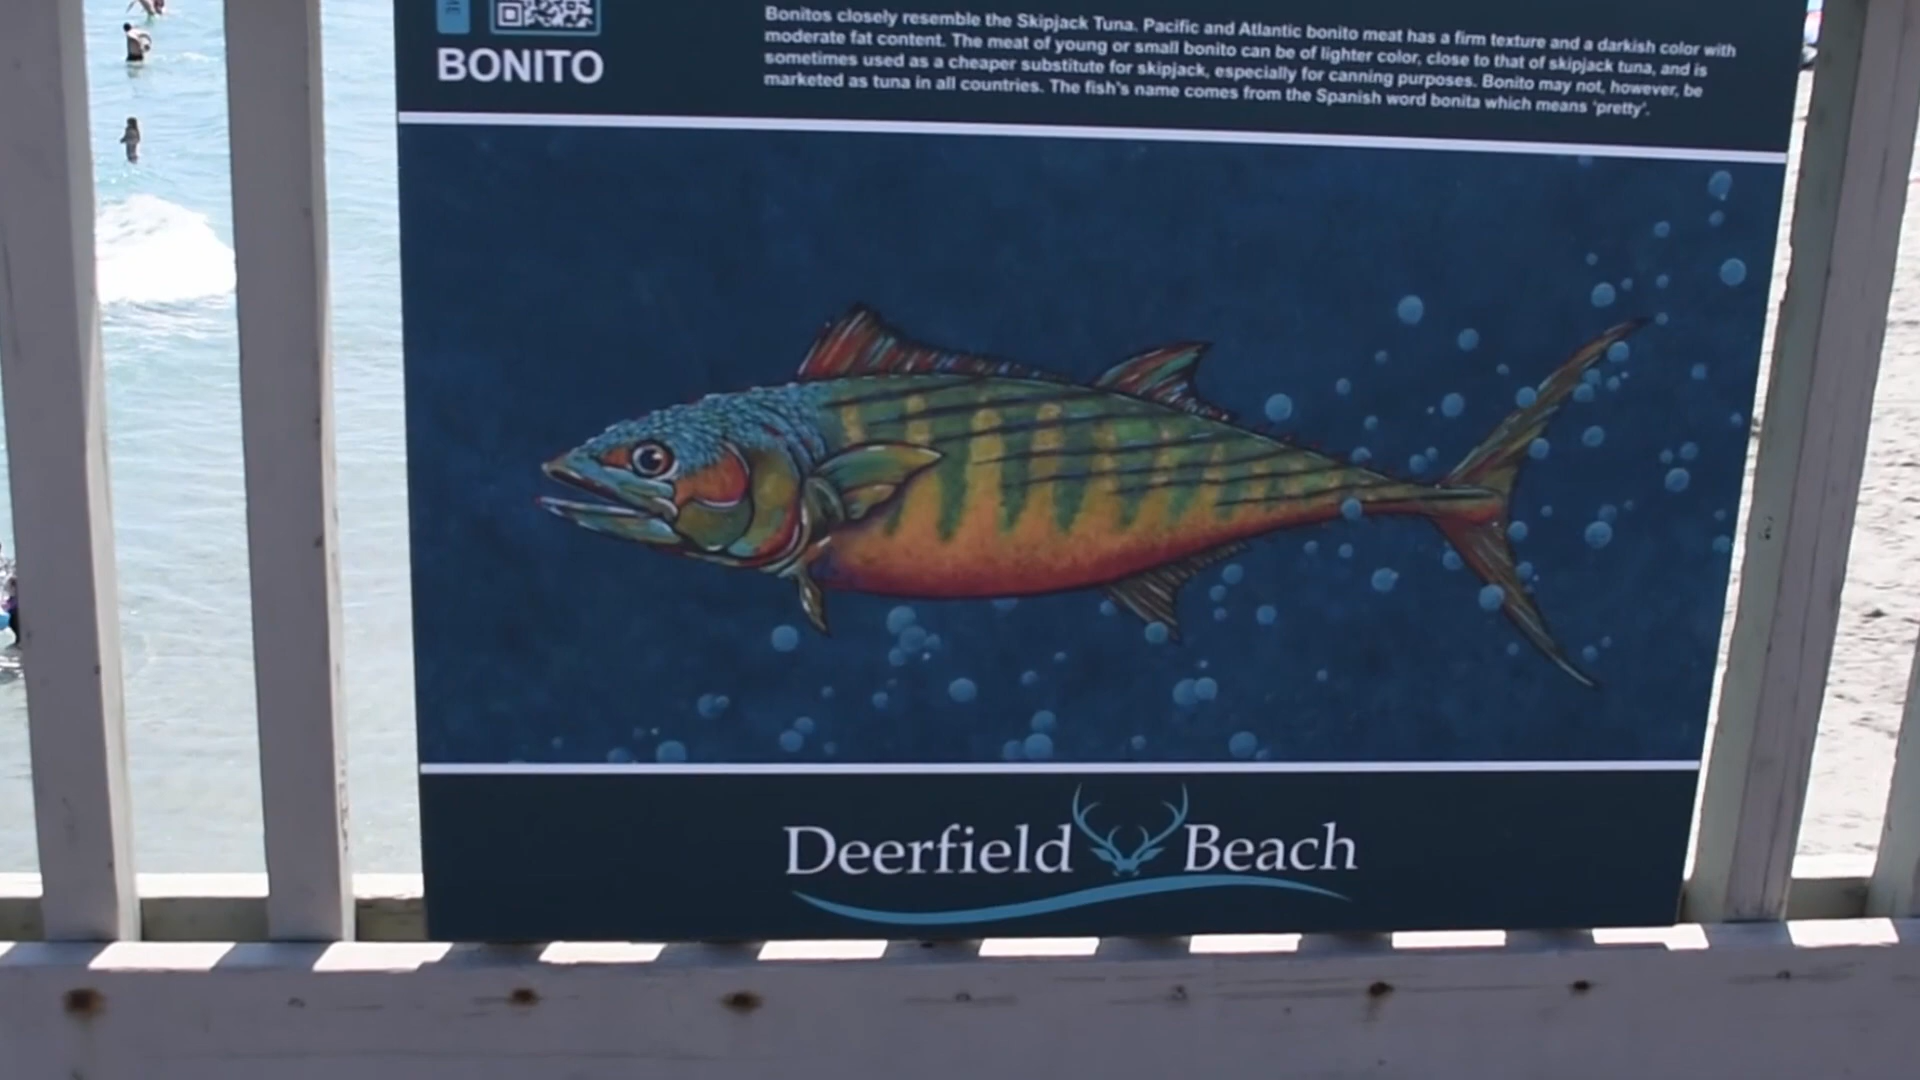 Bonitos closely resemble the Skipjack Tuna. Pacific and Atlantic bonito meat has a firm texture and a darkish color with
moderate fat content. The meat of young or small bonito can be of lighter color, close to that of skipjack tuna, and is
sometimes used as a cheaper substitute for skipjack, especially for canning purposes. Bonito may not, however, be
marketed as tuna in all countries. The fish's name comes from the Spanish word bonita which means 'pretty'.
BONITO
Deerfield Beach